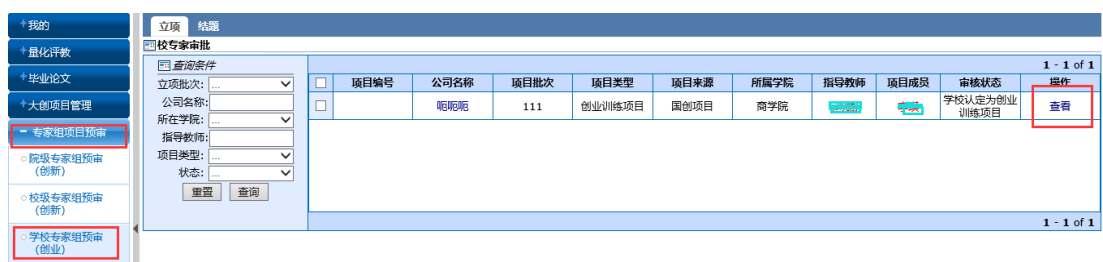 +我的
+量化评教
+毕业论文
+大创项目管理
- 专家组项目预审
院级专家组预审
(创新)
校级专家组预审
(创新)
学校专家组预审
(创业)
立项 结题
校专家审批
查询条件
立项批次: ...
公司名称:
所在学院: ...
指导教师:
项目类型: ...
状态: ...
重置 查询
1 - 1 of 1
项目编号 公司名称 项目批次 项目类型 项目来源 所属学院 指导教师 项目成员 审核状态 操作
呃呃呃 111 创业训练项目 国创项目 商学院 学校认定为创业 查看
训练项目
1 - 1 of 1